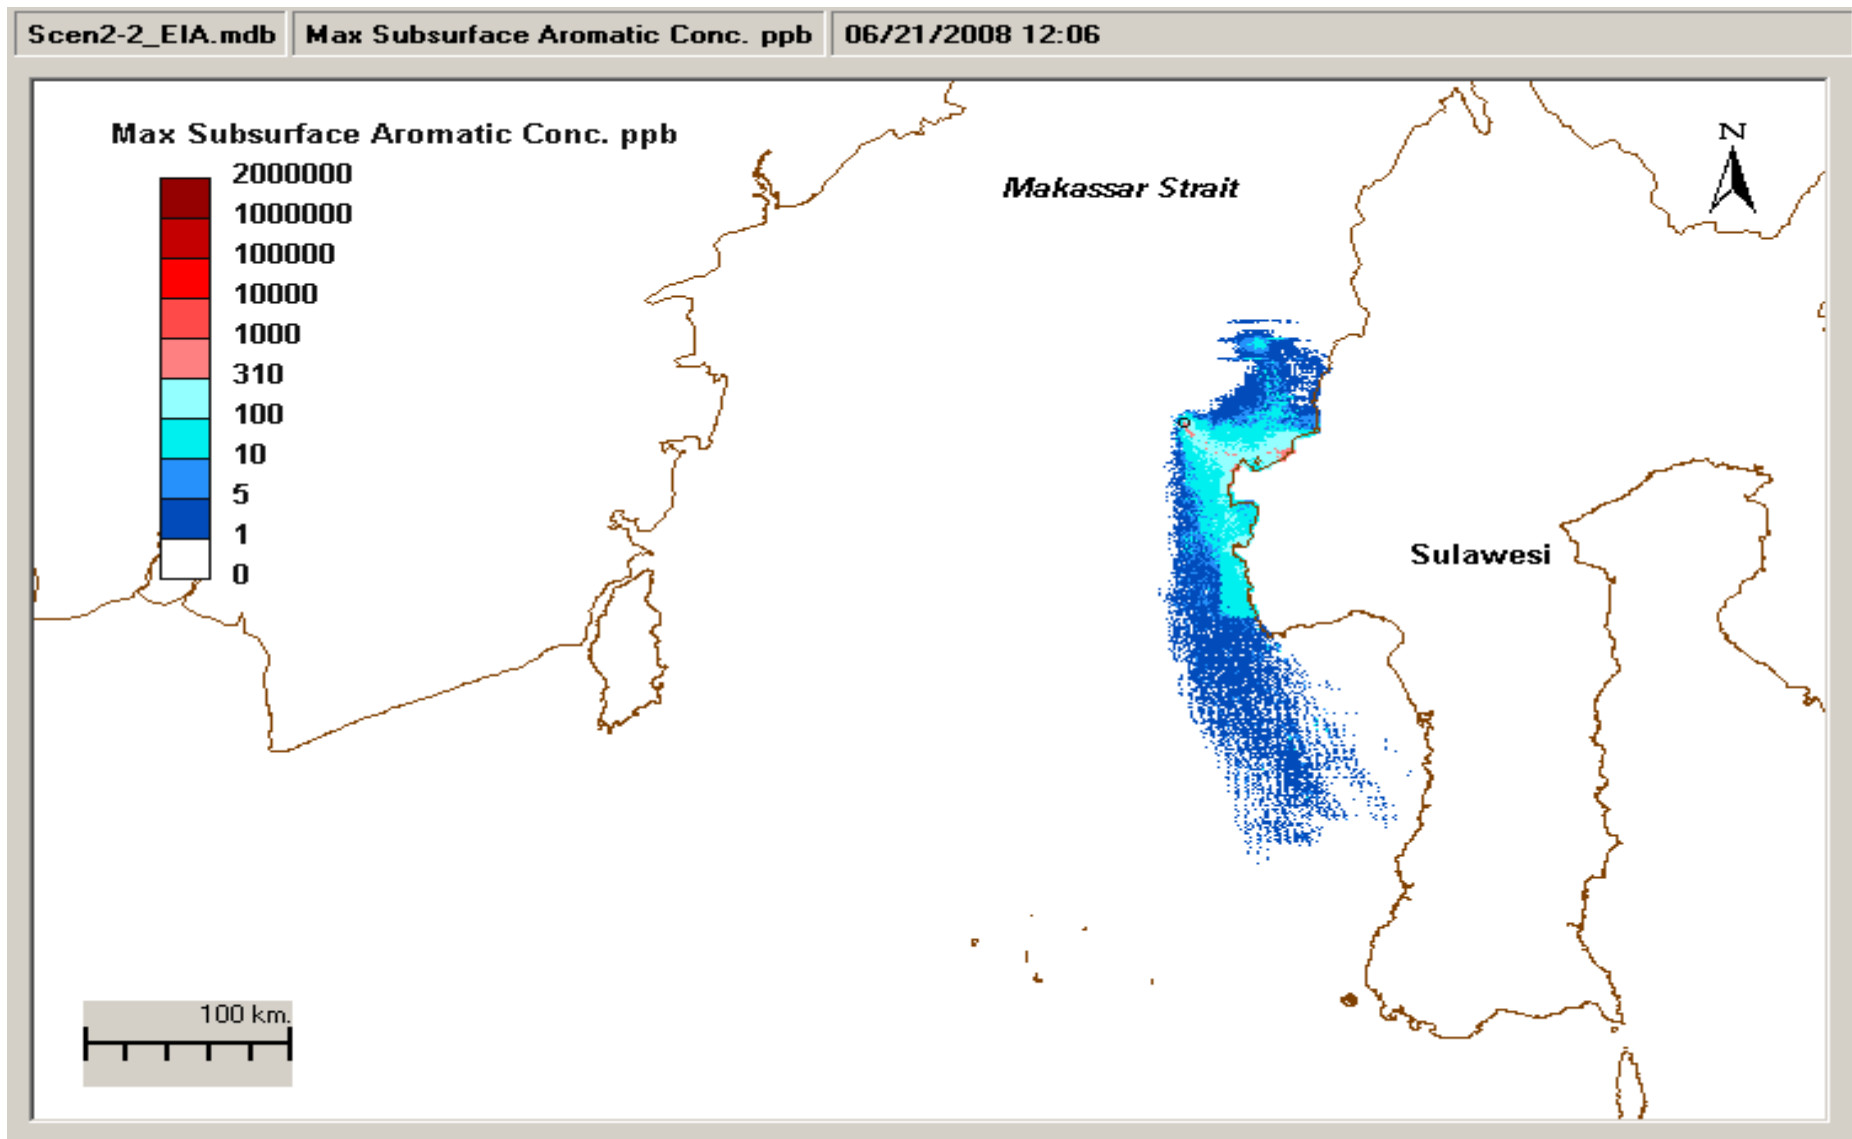 Scen2-2_EIA.mdb
Max Subsurface Aromatic Conc. ppb
06/21/2008 12:06
Max Subsurface Aromatic Conc. ppb
2000000
1000000
100000
10000
1000
310
100
10
5
1
0
Makassar Strait
N
Sulawesi
100 km.